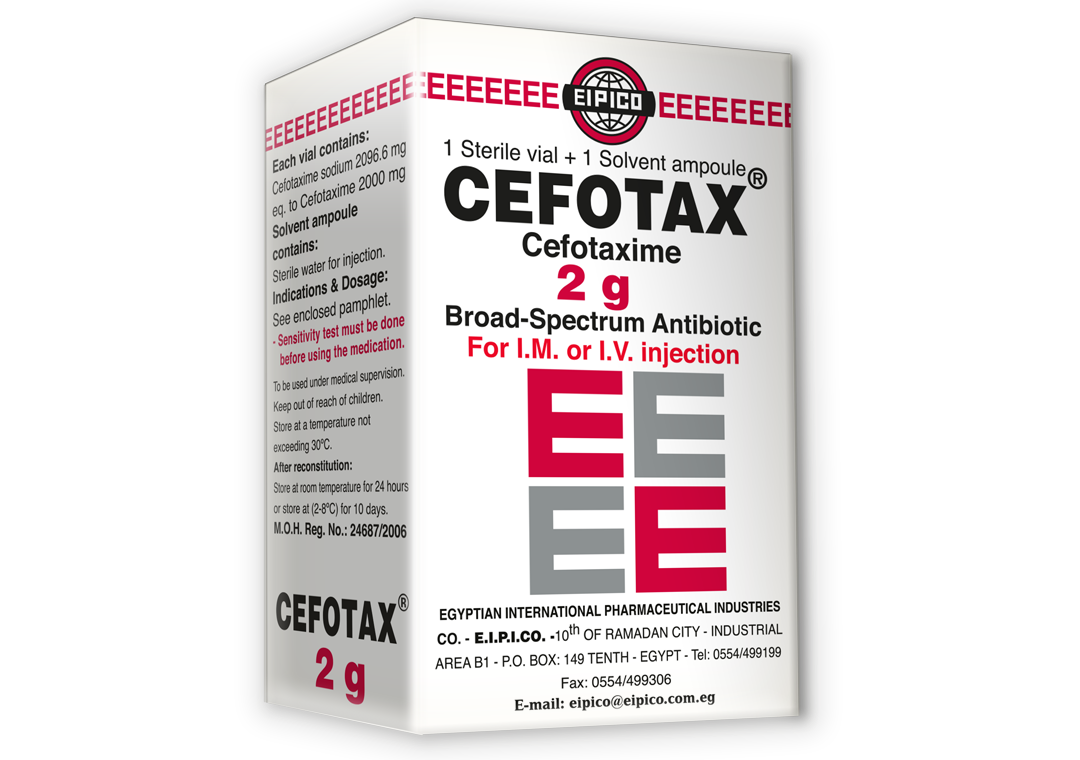 EEEEEEEEEEEE
Each vial contains:
Cefotaxime sodium 2096.6 mg
eq. to Cefotaxime 2000 mg
Solvent ampoule
contains:
Sterile water for injection.
Indications & Dosage:
See enclosed pamphlet.
- Sensitivity test must be done
before using the medication.
To be used under medical supervision.
Keep out of reach of children.
Store at a temperature not
exceeding 30ºC.
After reconstitution:
Store at room temperature for 24 hours
or store at (2-8ºC) for 10 days.
M.O.H. Reg. No.: 24687/2006
CEFOTAX®
2 g
EEEEEEEE EIPICO EEEEEEEE
1 Sterile vial + 1 Solvent ampoule
CEFOTAX®
Cefotaxime
2 g
Broad-Spectrum Antibiotic
For I.M. or I.V. injection
E E
E E
EGYPTIAN INTERNATIONAL PHARMACEUTICAL INDUSTRIES
CO. - E.I.P.I.CO. -10th OF RAMADAN CITY - INDUSTRIAL
AREA B1 - P.O. BOX: 149 TENTH - EGYPT - Tel: 0554/499199
Fax: 0554/499306
E-mail: eipico@eipico.com.eg